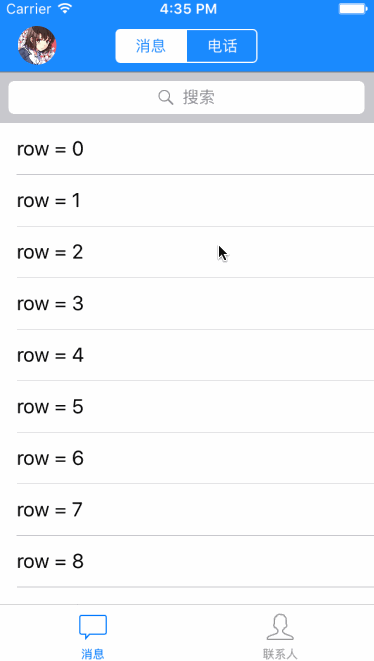 Carrier 4:35 PM
消息 电话
搜索
row = 0
row = 1
row = 2
row = 3
row = 4
row = 5
row = 6
row = 7
row = 8
消息 联系人